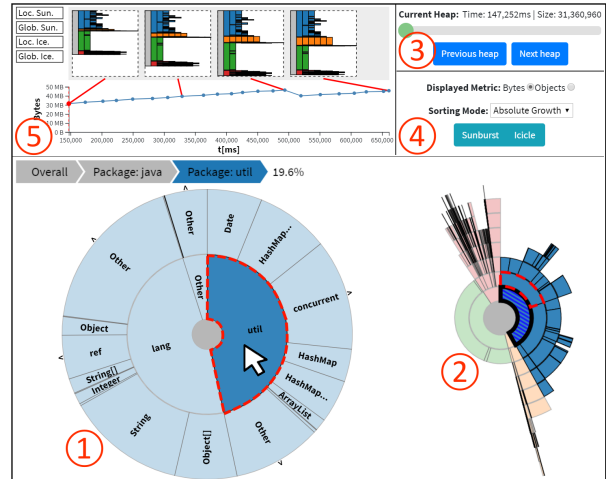 Loc. Sun.
Glob. Sun.
Loc. Ice.
Glob. Ice.
Bytes
50 MB
40 MB
30 MB
20 MB
10 MB
0 B
150,000 200,000 250,000 300,000 350,000 400,000 450,000 500,000 550,000 600,000 650,000
t[ms]
5
Current Heap: Time: 147,252ms | Size: 31,360,960
3
Previous heap Next heap
Displayed Metric: Bytes Objects
Sorting Mode: Absolute Growth
4
Sunburst Icicle
Overall Package: java Package: util 19.6%
Other
Date
HashMap...
concurrent
HashMap
HashMap...
ArrayList
Other
Object[]
String
Integer
String[]
ref
Object
Other
Other
lang
util
1
2